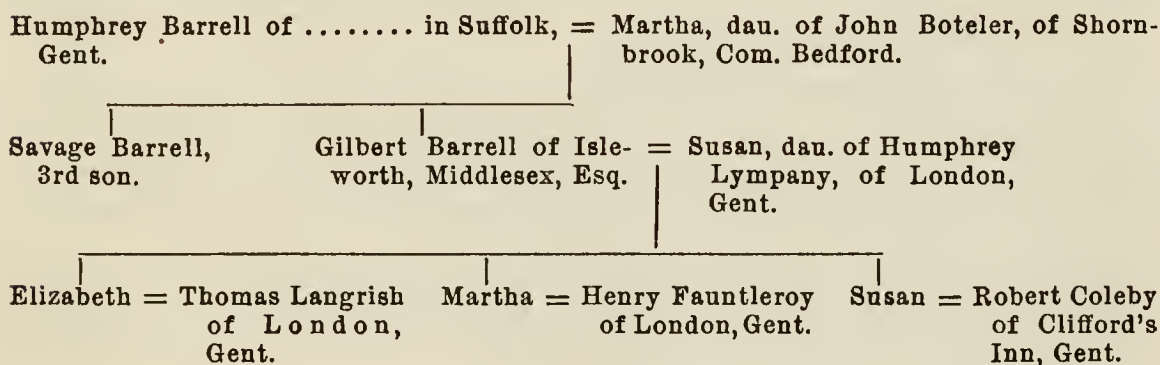 Humphrey Barrell of ........ in Suffolk, = Martha, dau. of John Boteler, of Shorn-
Gent. brook, Com. Bedford.
Savage Barrell, Gilbert Barrell of Isle- = Susan, dau. of Humphrey
3rd son. worth, Middlesex, Esq. Lympany, of London,
Gent.
Elizabeth = Thomas Langrish Martha = Henry Fauntleroy Susan = Robert Coleby
of London, of London, Gent. of Clifford's
Gent. Inn, Gent.